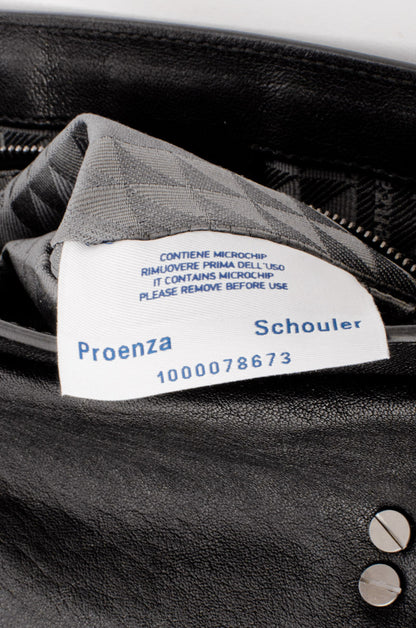 CONTIENE MICROCHIP
RIMUOVERE PRIMA DELL'USO
IT CONTAINS MICROCHIP
PLEASE REMOVE BEFORE USE
Proenza Schouler
1000078673